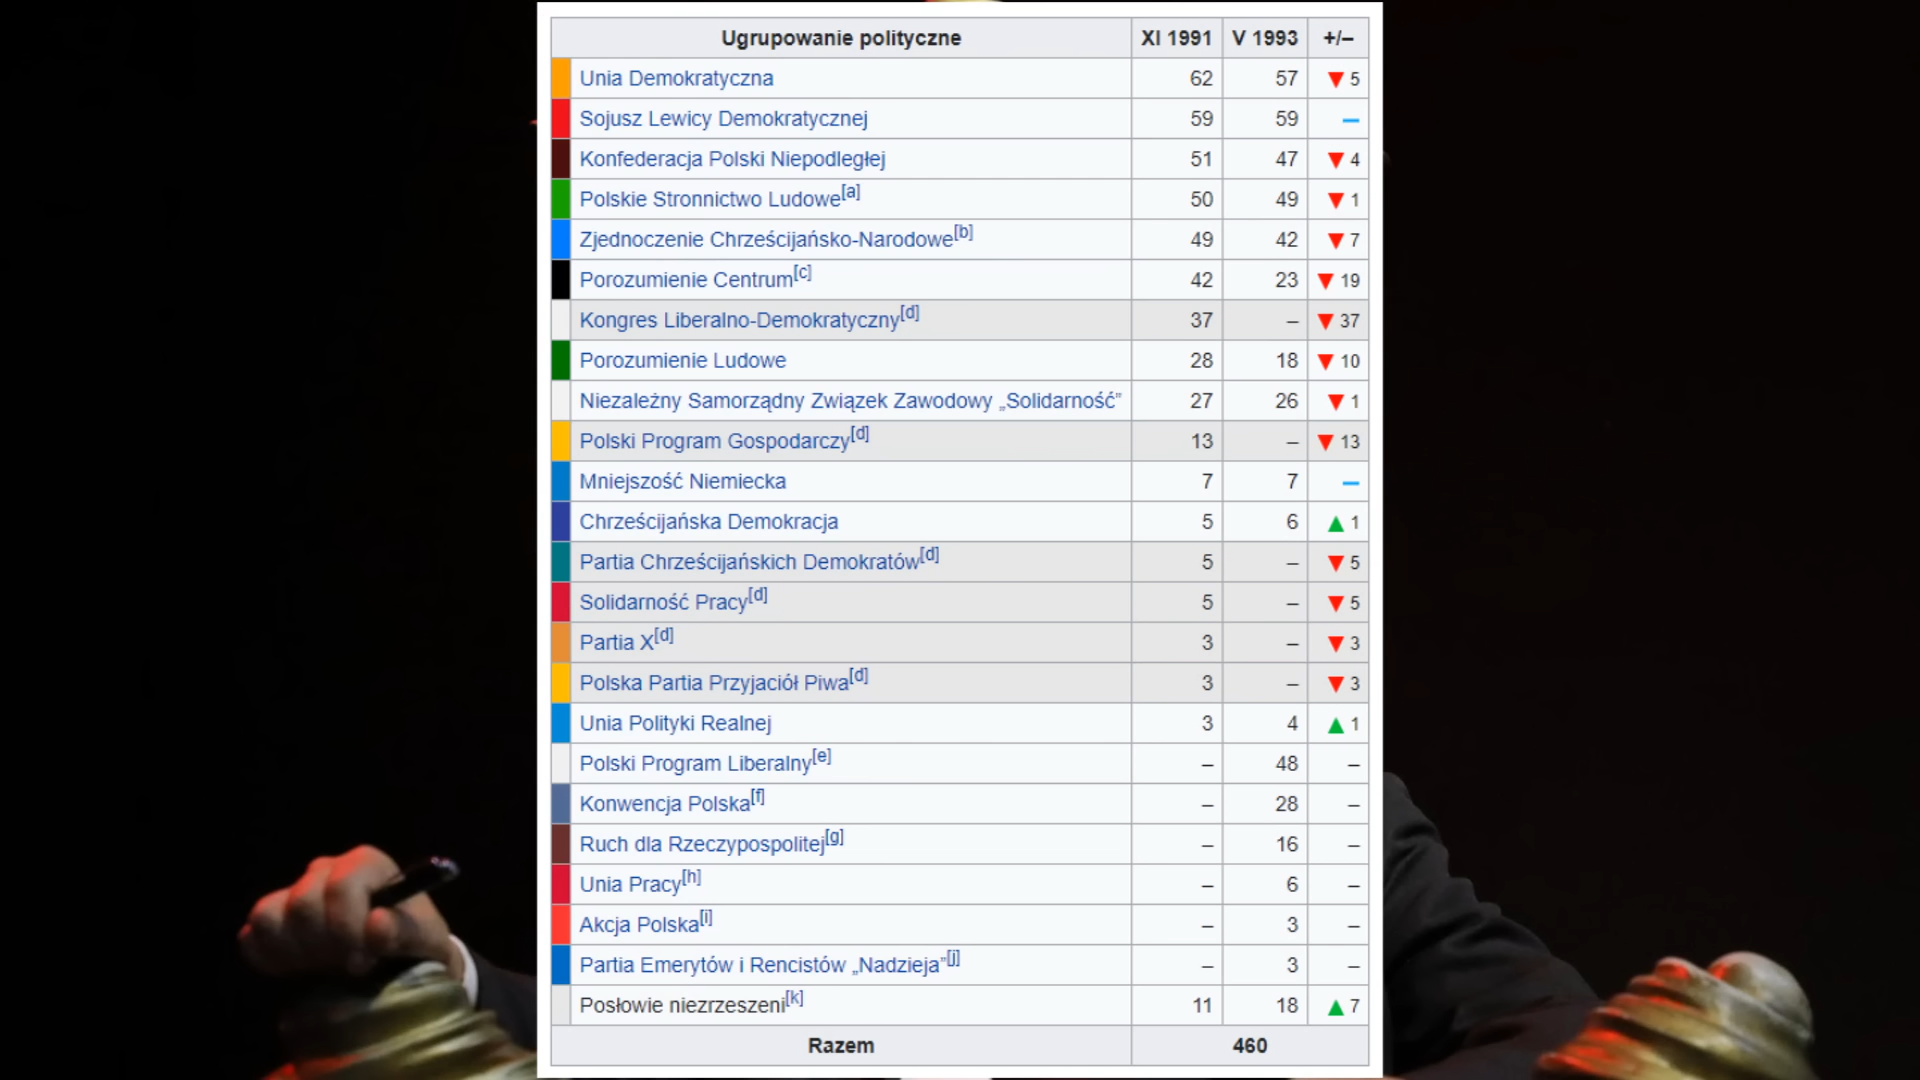 Ugrupowanie polityczne XI 1991 V 1993 +/–
Unia Demokratyczna 62 57 ▼ 5
Sojusz Lewicy Demokratycznej 59 59 –
Konfederacja Polski Niepodległej 51 47 ▼ 4
Polskie Stronnictwo Ludowe[a] 50 49 ▼ 1
Zjednoczenie Chrześcijańsko-Narodowe[b] 49 42 ▼ 7
Porozumienie Centrum[c] 42 23 ▼ 19
Kongres Liberalno-Demokratyczny[d] 37 – ▼ 37
Porozumienie Ludowe 28 18 ▼ 10
Niezależny Samorządny Związek Zawodowy „Solidarność” 27 26 ▼ 1
Polski Program Gospodarczy[d] 13 – ▼ 13
Mniejszość Niemiecka 7 7 –
Chrześcijańska Demokracja 5 6 ▲ 1
Partia Chrześcijańskich Demokratów[d] 5 – ▼ 5
Solidarność Pracy[d] 5 – ▼ 5
Partia X[d] 3 – ▼ 3
Polska Partia Przyjaciół Piwa[d] 3 – ▼ 3
Unia Polityki Realnej 3 4 ▲ 1
Polski Program Liberalny[e] – 48 –
Konwencja Polska[f] – 28 –
Ruch dla Rzeczypospolitej[g] – 16 –
Unia Pracy[h] – 6 –
Akcja Polska[i] – 3 –
Partia Emerytów i Rencistów „Nadzieja”[j] – 3 –
Posłowie niezrzeszeni[k] 11 18 ▲ 7
Razem 460